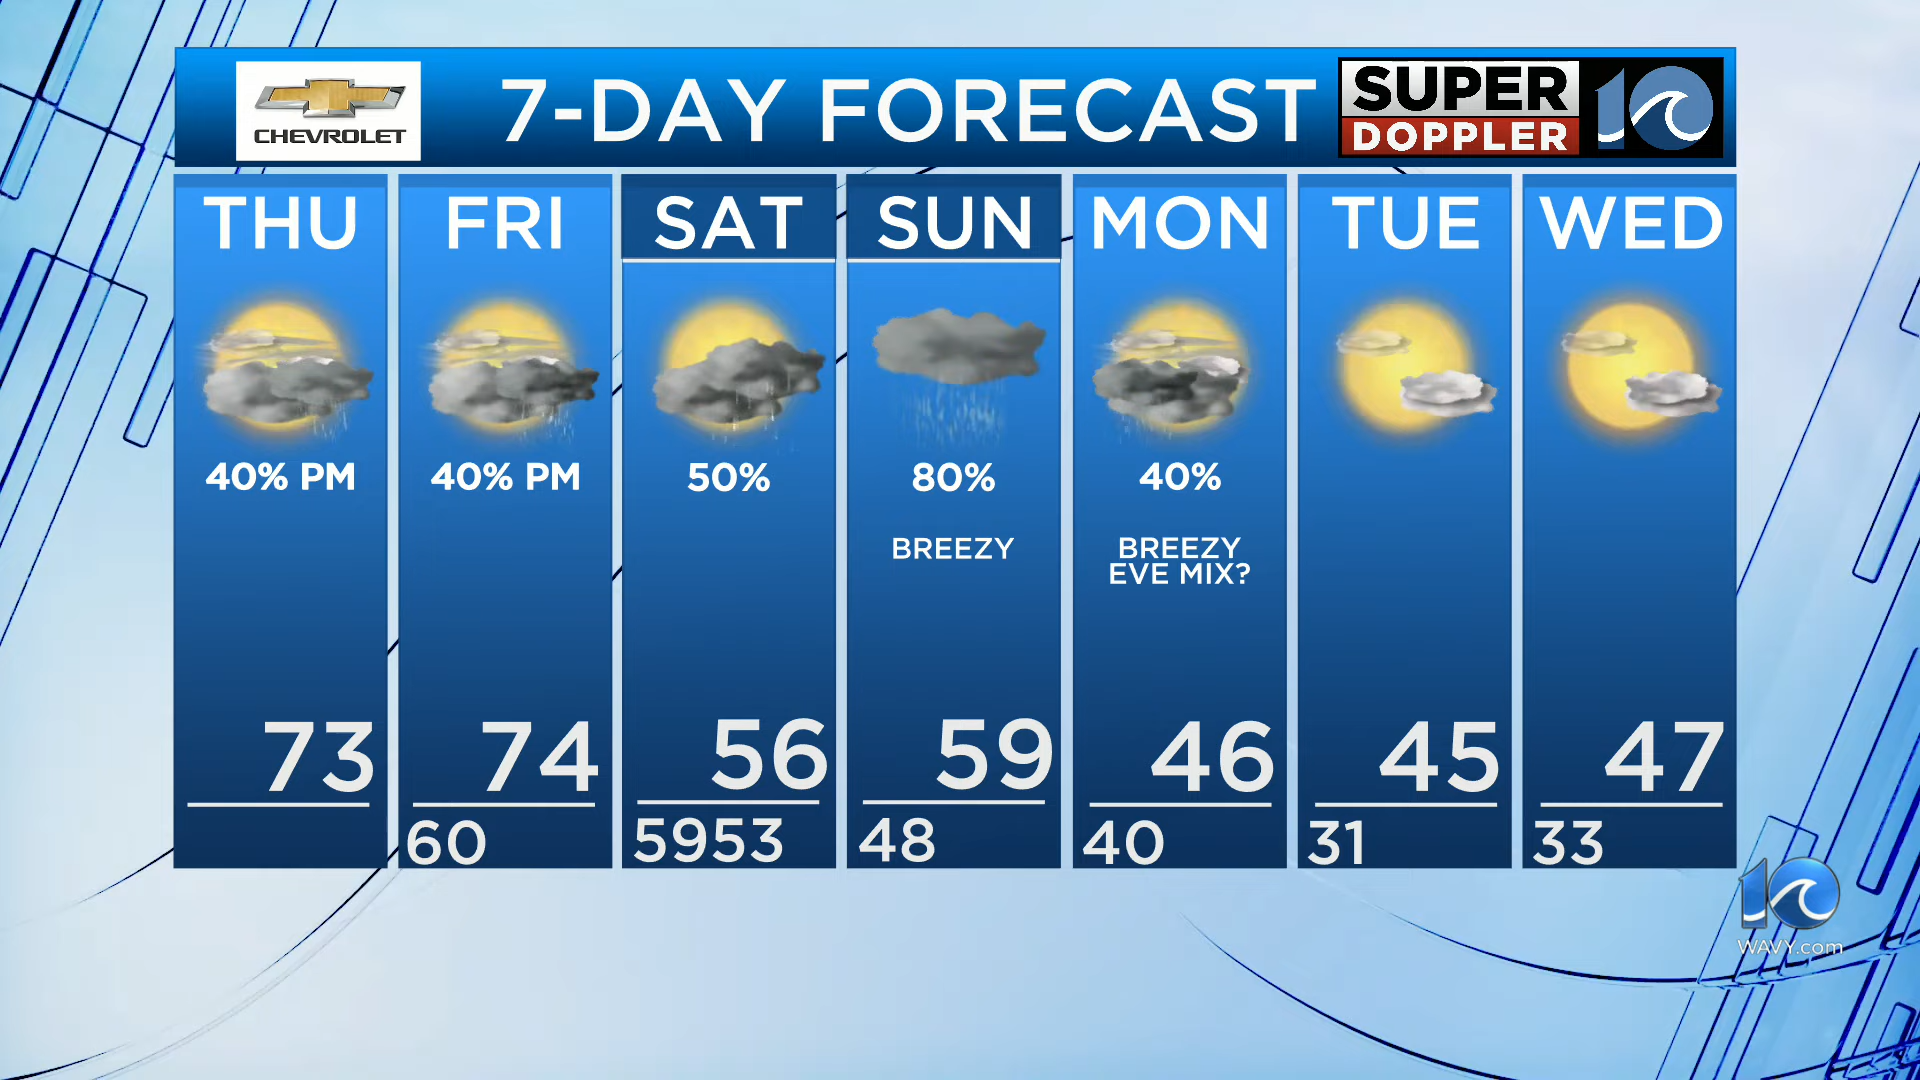 CHEVROLET
7-DAY FORECAST
SUPER
DOPPLER
10
THU
40% PM
73
FRI
40% PM
74
60
SAT
50%
56
5953
SUN
80%
BREEZY
59
48
MON
40%
BREEZY
EVE MIX?
46
40
TUE
45
31
WED
47
33
10
WAVY.com